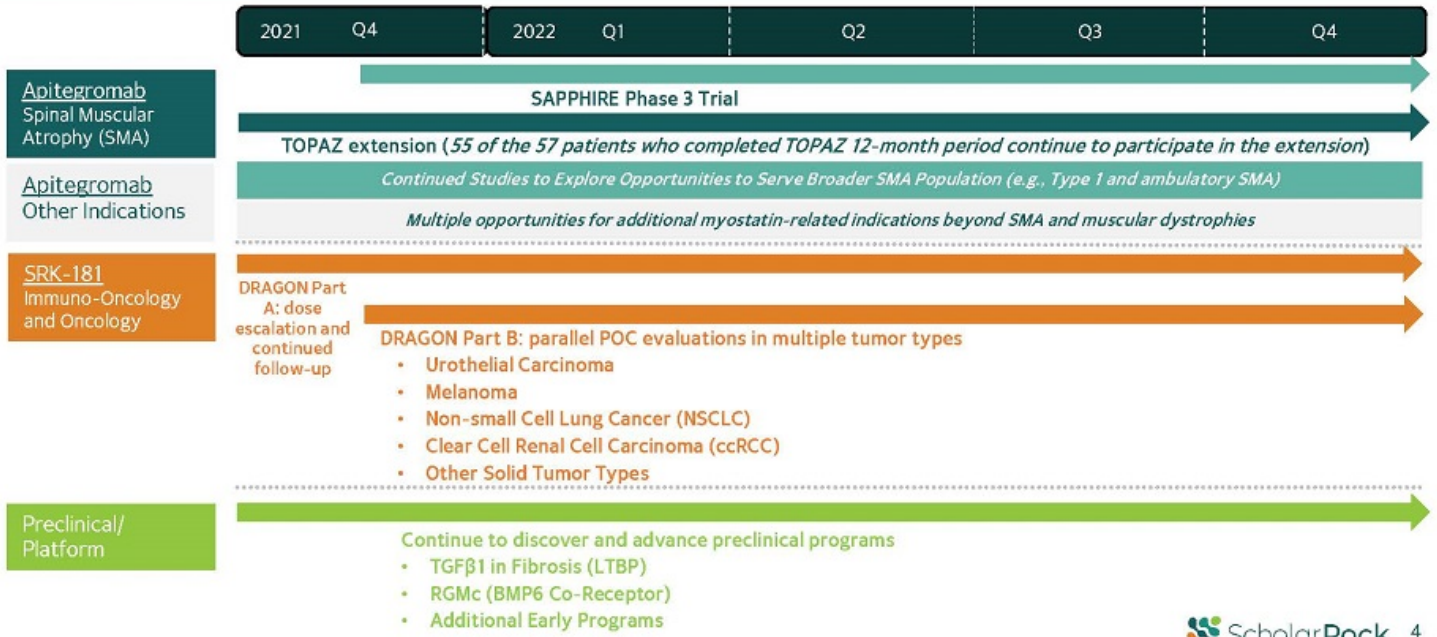 2021 Q4 2022 Q1 Q2 Q3 Q4
Apitegromab
Spinal Muscular
Atrophy (SMA)
SAPPHIRE Phase 3 Trial
TOPAZ extension (55 of the 57 patients who completed TOPAZ 12-month period continue to participate in the extension)
Apitegromab
Other Indications
Continued Studies to Explore Opportunities to Serve Broader SMA Population (e.g., Type 1 and ambulatory SMA)
Multiple opportunities for additional myostatin-related indications beyond SMA and muscular dystrophies
SRK-181
Immuno-Oncology
and Oncology
DRAGON Part
A: dose
escalation and
continued
follow-up
DRAGON Part B: parallel POC evaluations in multiple tumor types
• Urothelial Carcinoma
• Melanoma
• Non-small Cell Lung Cancer (NSCLC)
• Clear Cell Renal Cell Carcinoma (ccRCC)
• Other Solid Tumor Types
Preclinical/
Platform
Continue to discover and advance preclinical programs
• TGFβ1 in Fibrosis (LTBP)
• RGMc (BMP6 Co-Receptor)
• Additional Early Programs
ScholarRock 4